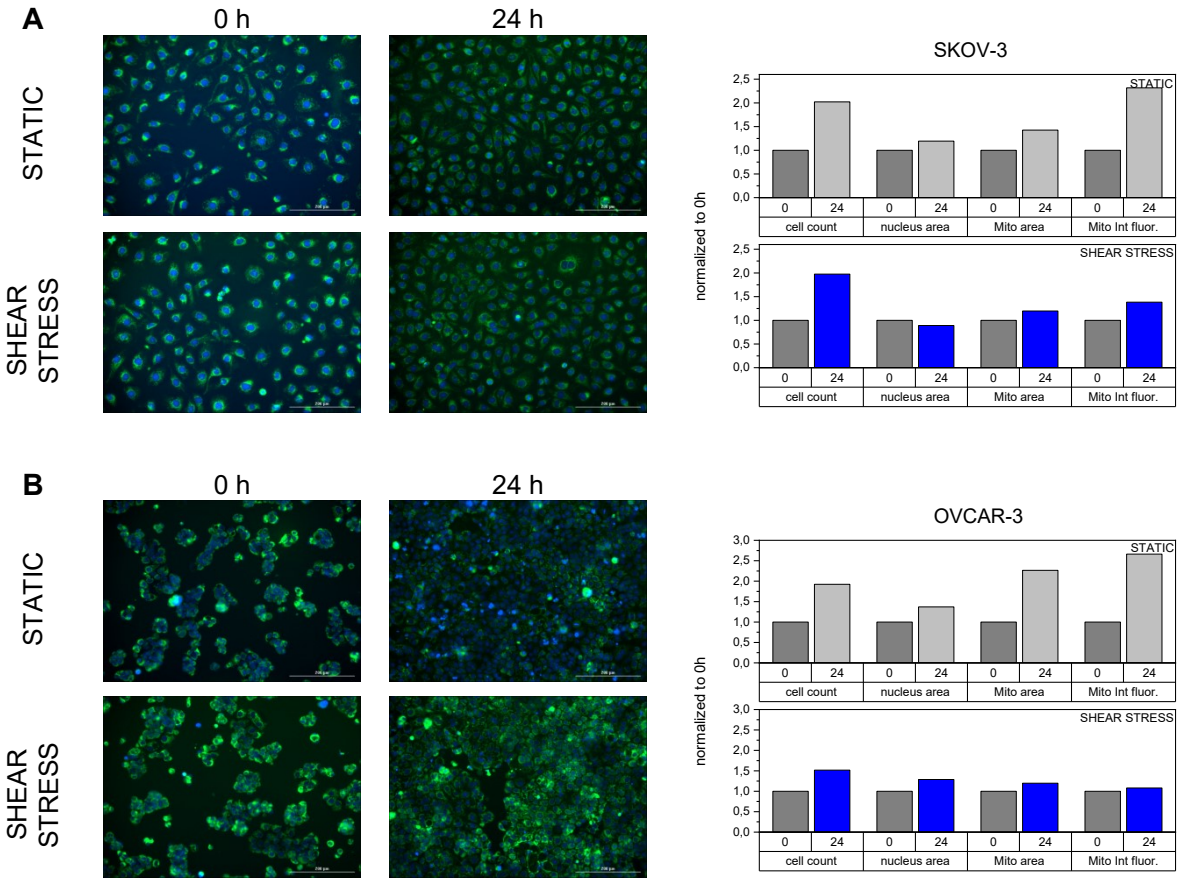 A
0 h
24 h
STATIC
SHEAR
STRESS
SKOV-3
normalized to 0h
STATIC
2,5
2,0
1,5
1,0
0,5
0,0
0 24 0 24 0 24 0 24
cell count nucleus area Mito area Mito Int fluor.
SHEAR STRESS
2,5
2,0
1,5
1,0
0,5
0,0
0 24 0 24 0 24 0 24
cell count nucleus area Mito area Mito Int fluor.
B
0 h
24 h
STATIC
SHEAR
STRESS
OVCAR-3
normalized to 0h
STATIC
3,0
2,5
2,0
1,5
1,0
0,5
0,0
0 24 0 24 0 24 0 24
cell count nucleus area Mito area Mito Int fluor.
SHEAR STRESS
3,0
2,5
2,0
1,5
1,0
0,5
0,0
0 24 0 24 0 24 0 24
cell count nucleus area Mito area Mito Int fluor.